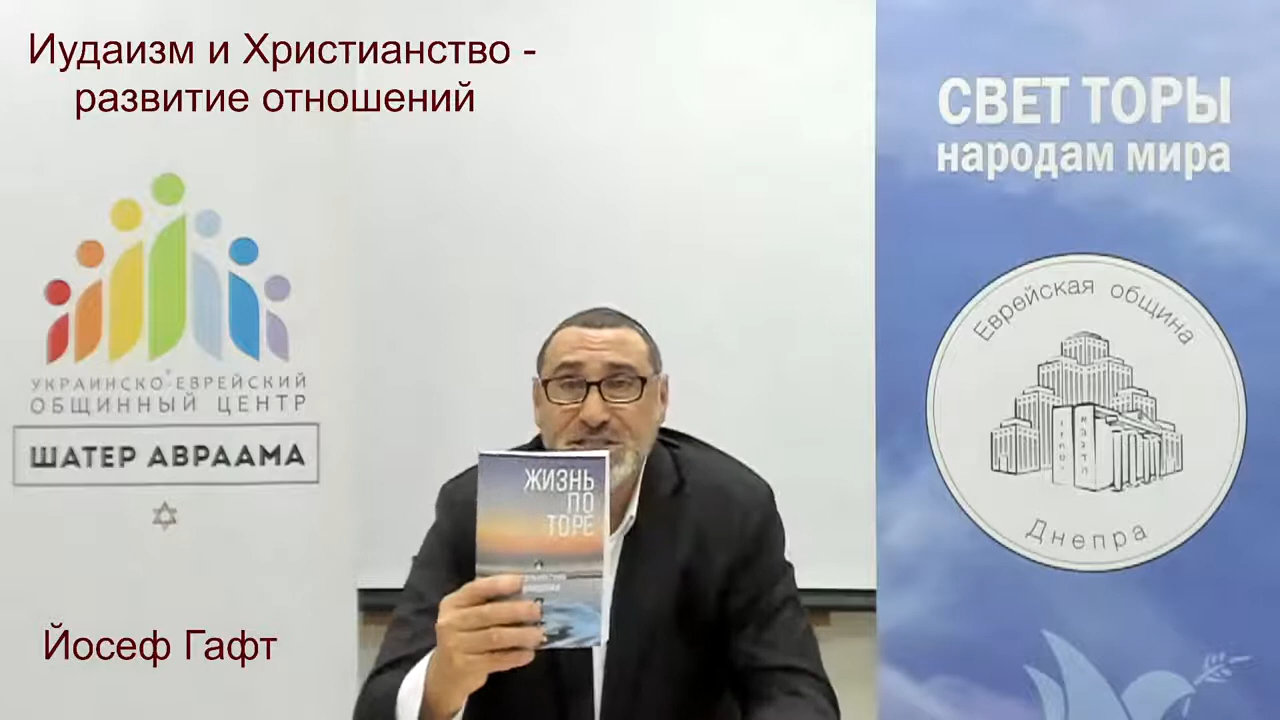 Иудаизм и Христианство -
развитие отношений
УКРАИНСКО-ЕВРЕЙСКИЙ
ОБЩИННЫЙ ЦЕНТР
ШАТЕР АВРААМА
Йосеф Гафт
ЖИЗНЬ
ПО
ТОРЕ
СВЕТ ТОРЫ
народам мира
Еврейская община
Днепра